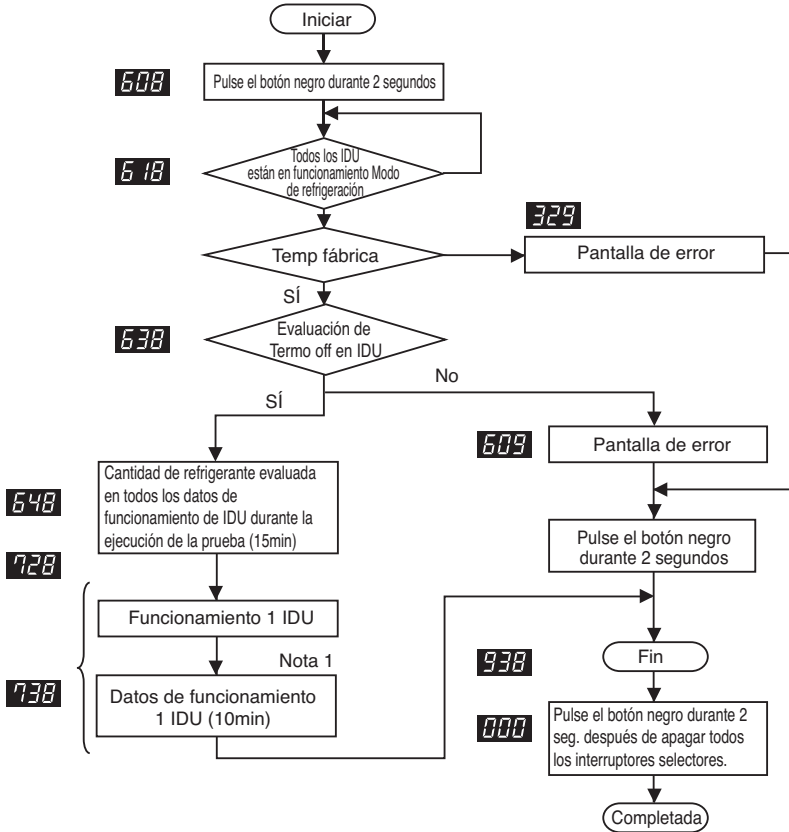 Iniciar
608
Pulse el botón negro durante 2 segundos
618
Todos los IDU
están en funcionamiento Modo
de refrigeración
329
Temp fábrica
Pantalla de error
SÍ
638
Evaluación de
Termo off en IDU
No
SÍ
609
Pantalla de error
648
Cantidad de refrigerante evaluada
en todos los datos de
funcionamiento de IDU durante la
ejecución de la prueba (15min)
Pulse el botón negro
durante 2 segundos
728
Funcionamiento 1 IDU
Nota 1
738
Datos de funcionamiento
1 IDU (10min)
938
Fin
000
Pulse el botón negro durante 2
seg. después de apagar todos
los interruptores selectores.
Completada